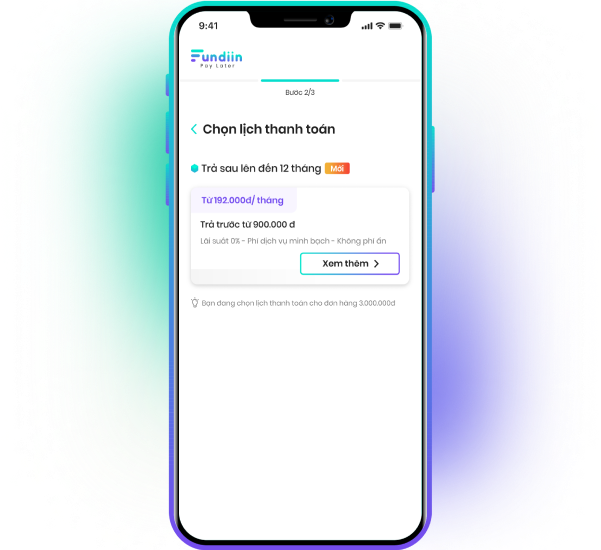 9:41
Fundiin
Pay Later
Bước 2/3
Chọn lịch thanh toán
Trả sau lên đến 12 tháng Mới
Từ 192.000đ/ tháng
Trả trước từ 900.000 đ
Lãi suất 0% - Phí dịch vụ minh bạch - Không phí ẩn
Xem thêm
Bạn đang chọn lịch thanh toán cho đơn hàng 3.000.000đ